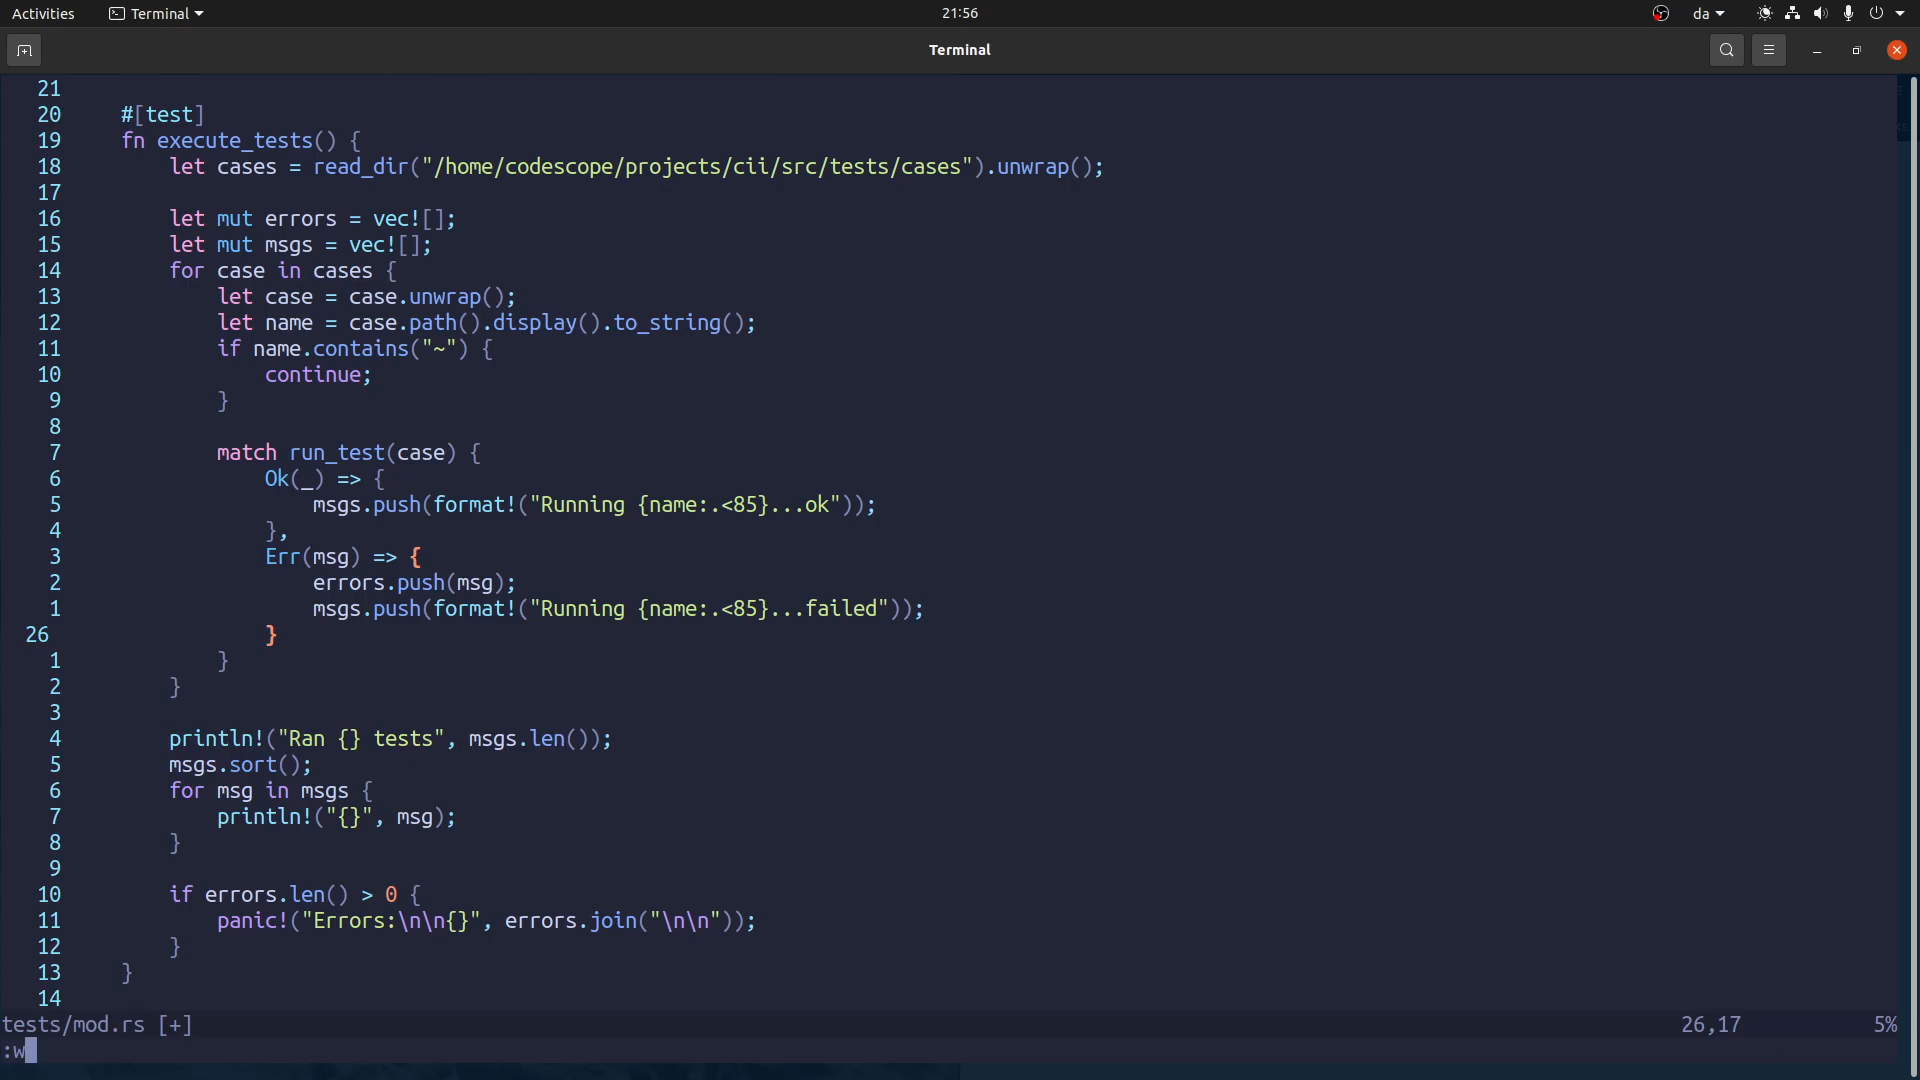 Activities Terminal 21:56 da
Terminal
21
20 #[test]
19 fn execute_tests() {
18 let cases = read_dir("/home/codescope/projects/cii/src/tests/cases").unwrap();
17
16 let mut errors = vec![];
15 let mut msgs = vec![];
14 for case in cases {
13 let case = case.unwrap();
12 let name = case.path().display().to_string();
11 if name.contains("~") {
10 continue;
9 }
8
7 match run_test(case) {
6 Ok(_) => {
5 msgs.push(format!("Running {name:.<85}...ok"));
4 },
3 Err(msg) => {
2 errors.push(msg);
1 msgs.push(format!("Running {name:.<85}...failed"));
26 }
1 }
2 }
3
4 println!("Ran {} tests", msgs.len());
5 msgs.sort();
6 for msg in msgs {
7 println!("{}", msg);
8 }
9
10 if errors.len() > 0 {
11 panic!("Errors:\n\n{}", errors.join("\n\n"));
12 }
13 }
14
tests/mod.rs [+] 26,17 5%
:w